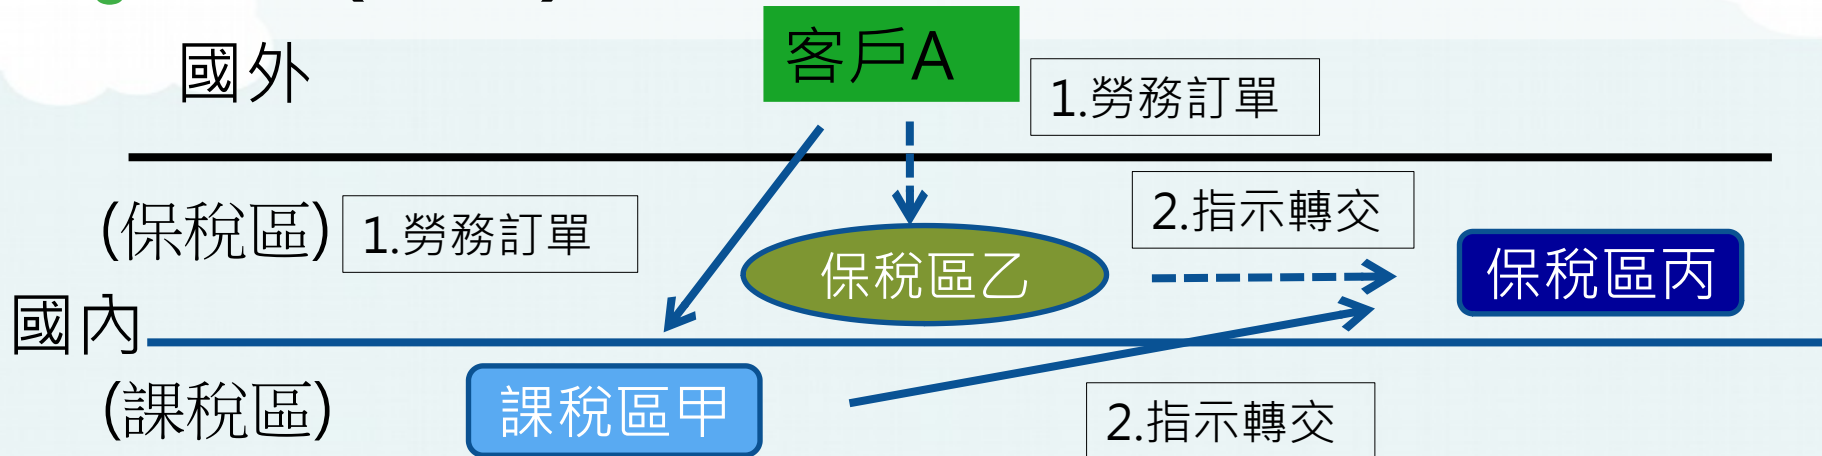 國外
客戶A
1.勞務訂單
(保稅區)
1.勞務訂單
保稅區乙
2.指示轉交
保稅區丙
國內
(課稅區)
課稅區甲
2.指示轉交